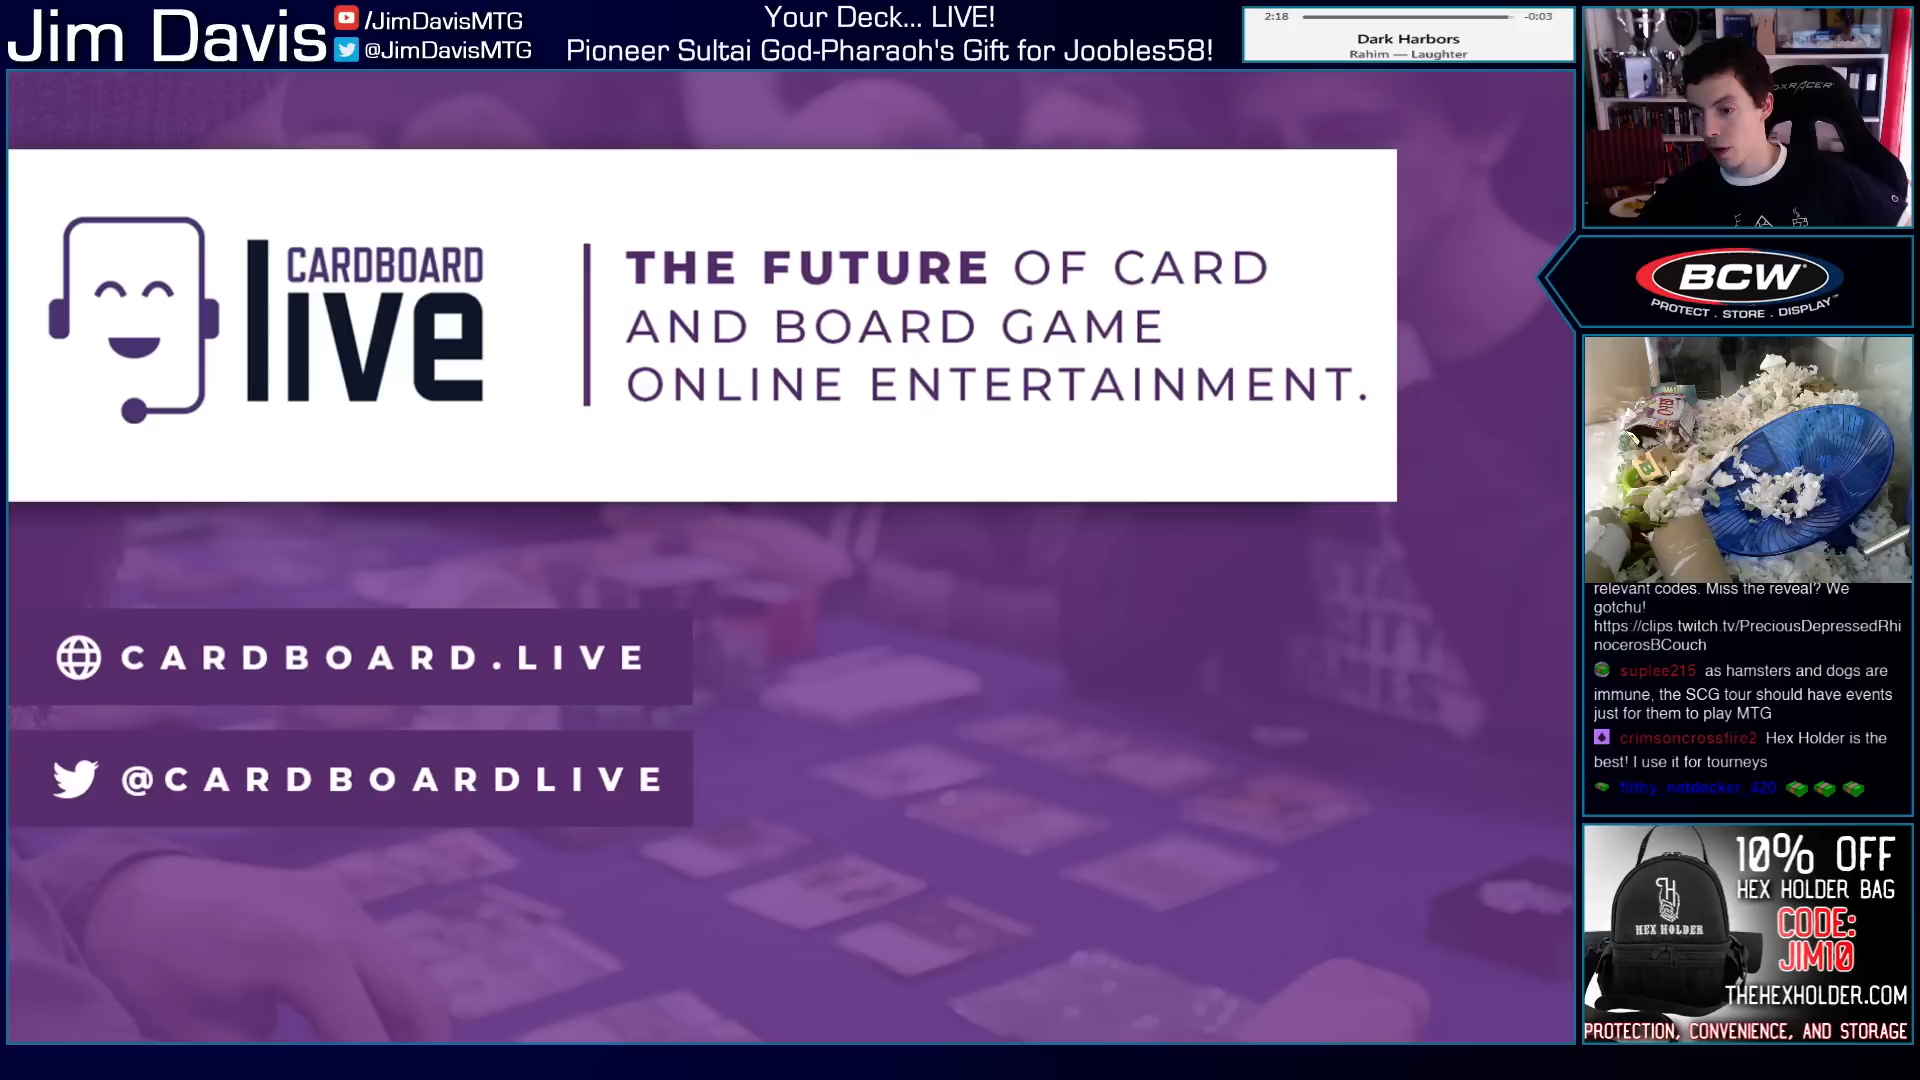 Jim Davis
/JimDavisMTG
@JimDavisMTG
Your Deck... LIVE!
Pioneer Sultai God-Pharaoh's Gift for Joobles58!
2:18
-0:03
Dark Harbors
Rahim — Laughter
DXRACER
CARDBOARD
live
THE FUTURE OF CARD
AND BOARD GAME
ONLINE ENTERTAINMENT.
CARDBOARD.LIVE
@CARDBOARDLIVE
BCW
PROTECT . STORE . DISPLAY™
relevant codes. Miss the reveal? We
gotchu!
https://clips.twitch.tv/PreciousDepressedRhi
nocerosBCouch
suplee215 as hamsters and dogs are
immune, the SCG tour should have events
just for them to play MTG
crimsoncrossfire2 Hex Holder is the
best! I use it for tourneys
filthy_netdecker_420
10% OFF
HEX HOLDER BAG
CODE:
JIM10
HEX HOLDER
THEHEXHOLDER.COM
PROTECTION, CONVENIENCE, AND STORAGE